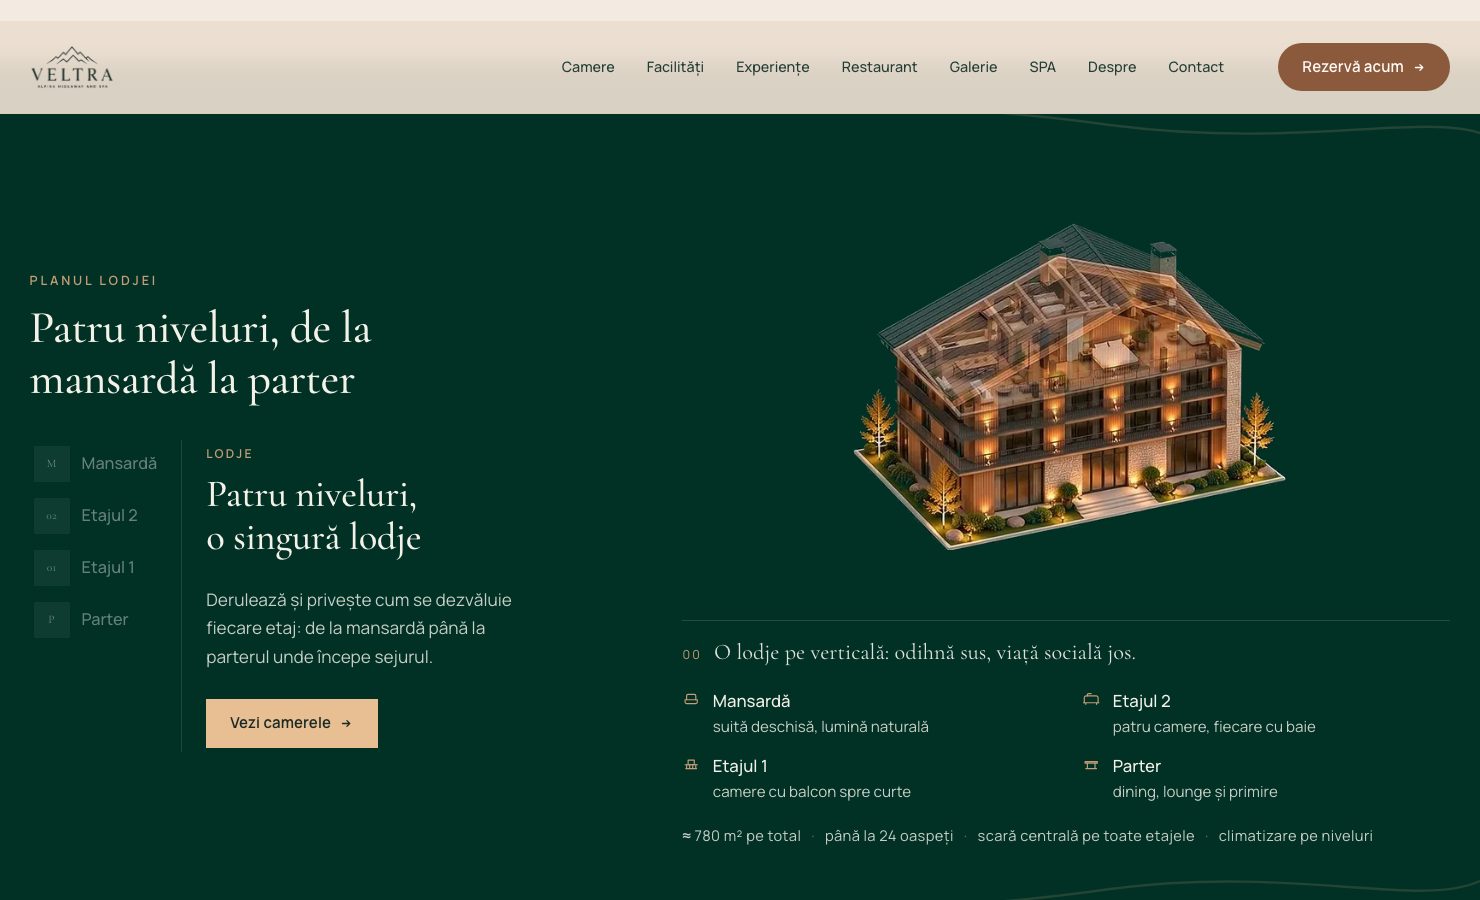 VELTRA
ALPINE HIDEAWAY AND SPA
Camere
Facilități
Experiențe
Restaurant
Galerie
SPA
Despre
Contact
Rezervă acum →
PLANUL LODJEI
Patru niveluri, de la
mansardă la parter
M Mansardă
02 Etajul 2
01 Etajul 1
P Parter
LODJE
Patru niveluri,
o singură lodje
Derulează și privește cum se dezvăluie
fiecare etaj: de la mansardă până la
parterul unde începe sejurul.
Vezi camerele →
00 O lodje pe verticală: odihnă sus, viață socială jos.
Mansardă
suită deschisă, lumină naturală
Etajul 2
patru camere, fiecare cu baie
Etajul 1
camere cu balcon spre curte
Parter
dining, lounge și primire
≈ 780 m² pe total · până la 24 oaspeți · scară centrală pe toate etajele · climatizare pe niveluri